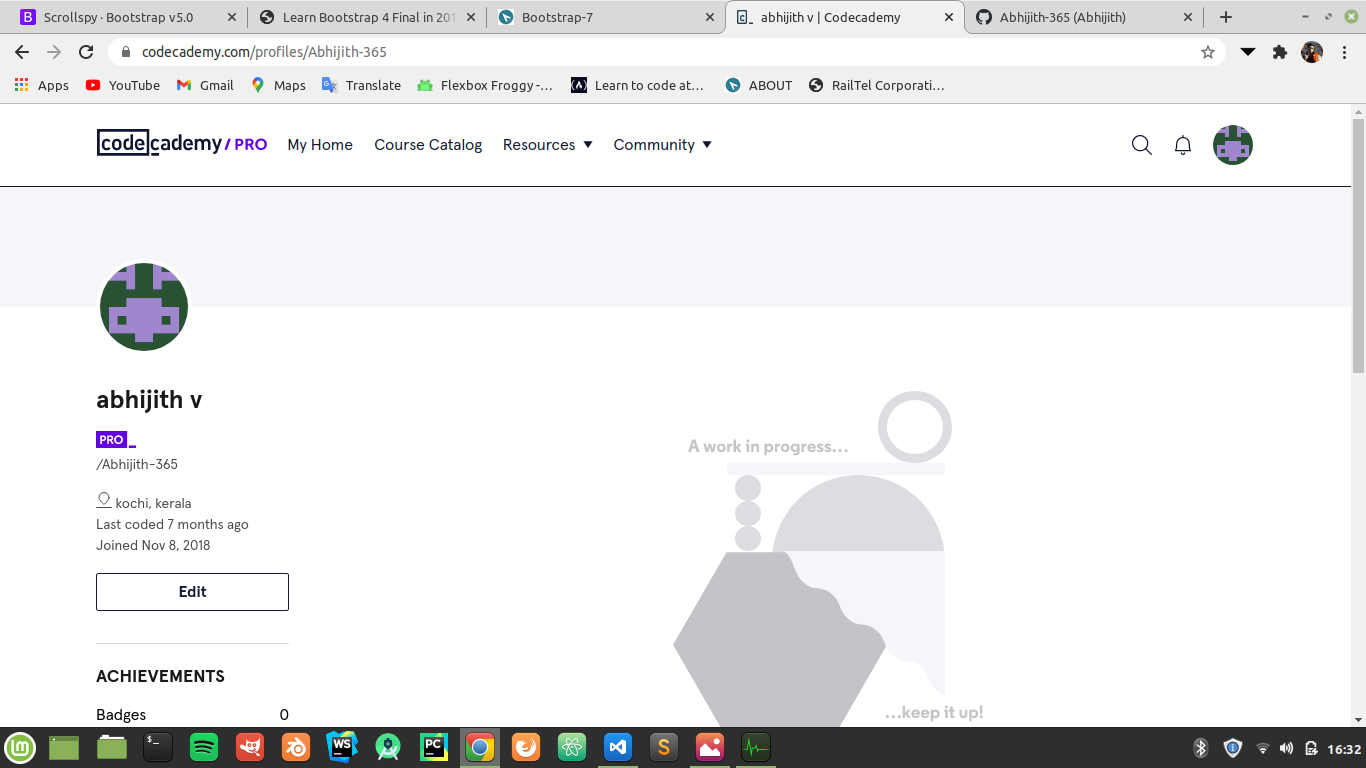 Scrollspy · Bootstrap v5.0
Learn Bootstrap 4 Final in 201
Bootstrap-7
abhijith v | Codecademy
Abhijith-365 (Abhijith)
codecademy.com/profiles/Abhijith-365
Apps
YouTube
Gmail
Maps
Translate
Flexbox Froggy -...
Learn to code at...
ABOUT
RailTel Corporati...
codecademy / PRO
My Home
Course Catalog
Resources
Community
abhijith v
PRO
/Abhijith-365
kochi, kerala
Last coded 7 months ago
Joined Nov 8, 2018
Edit
ACHIEVEMENTS
Badges 0
A work in progress...
...keep it up!
WS
PC
S
16:32